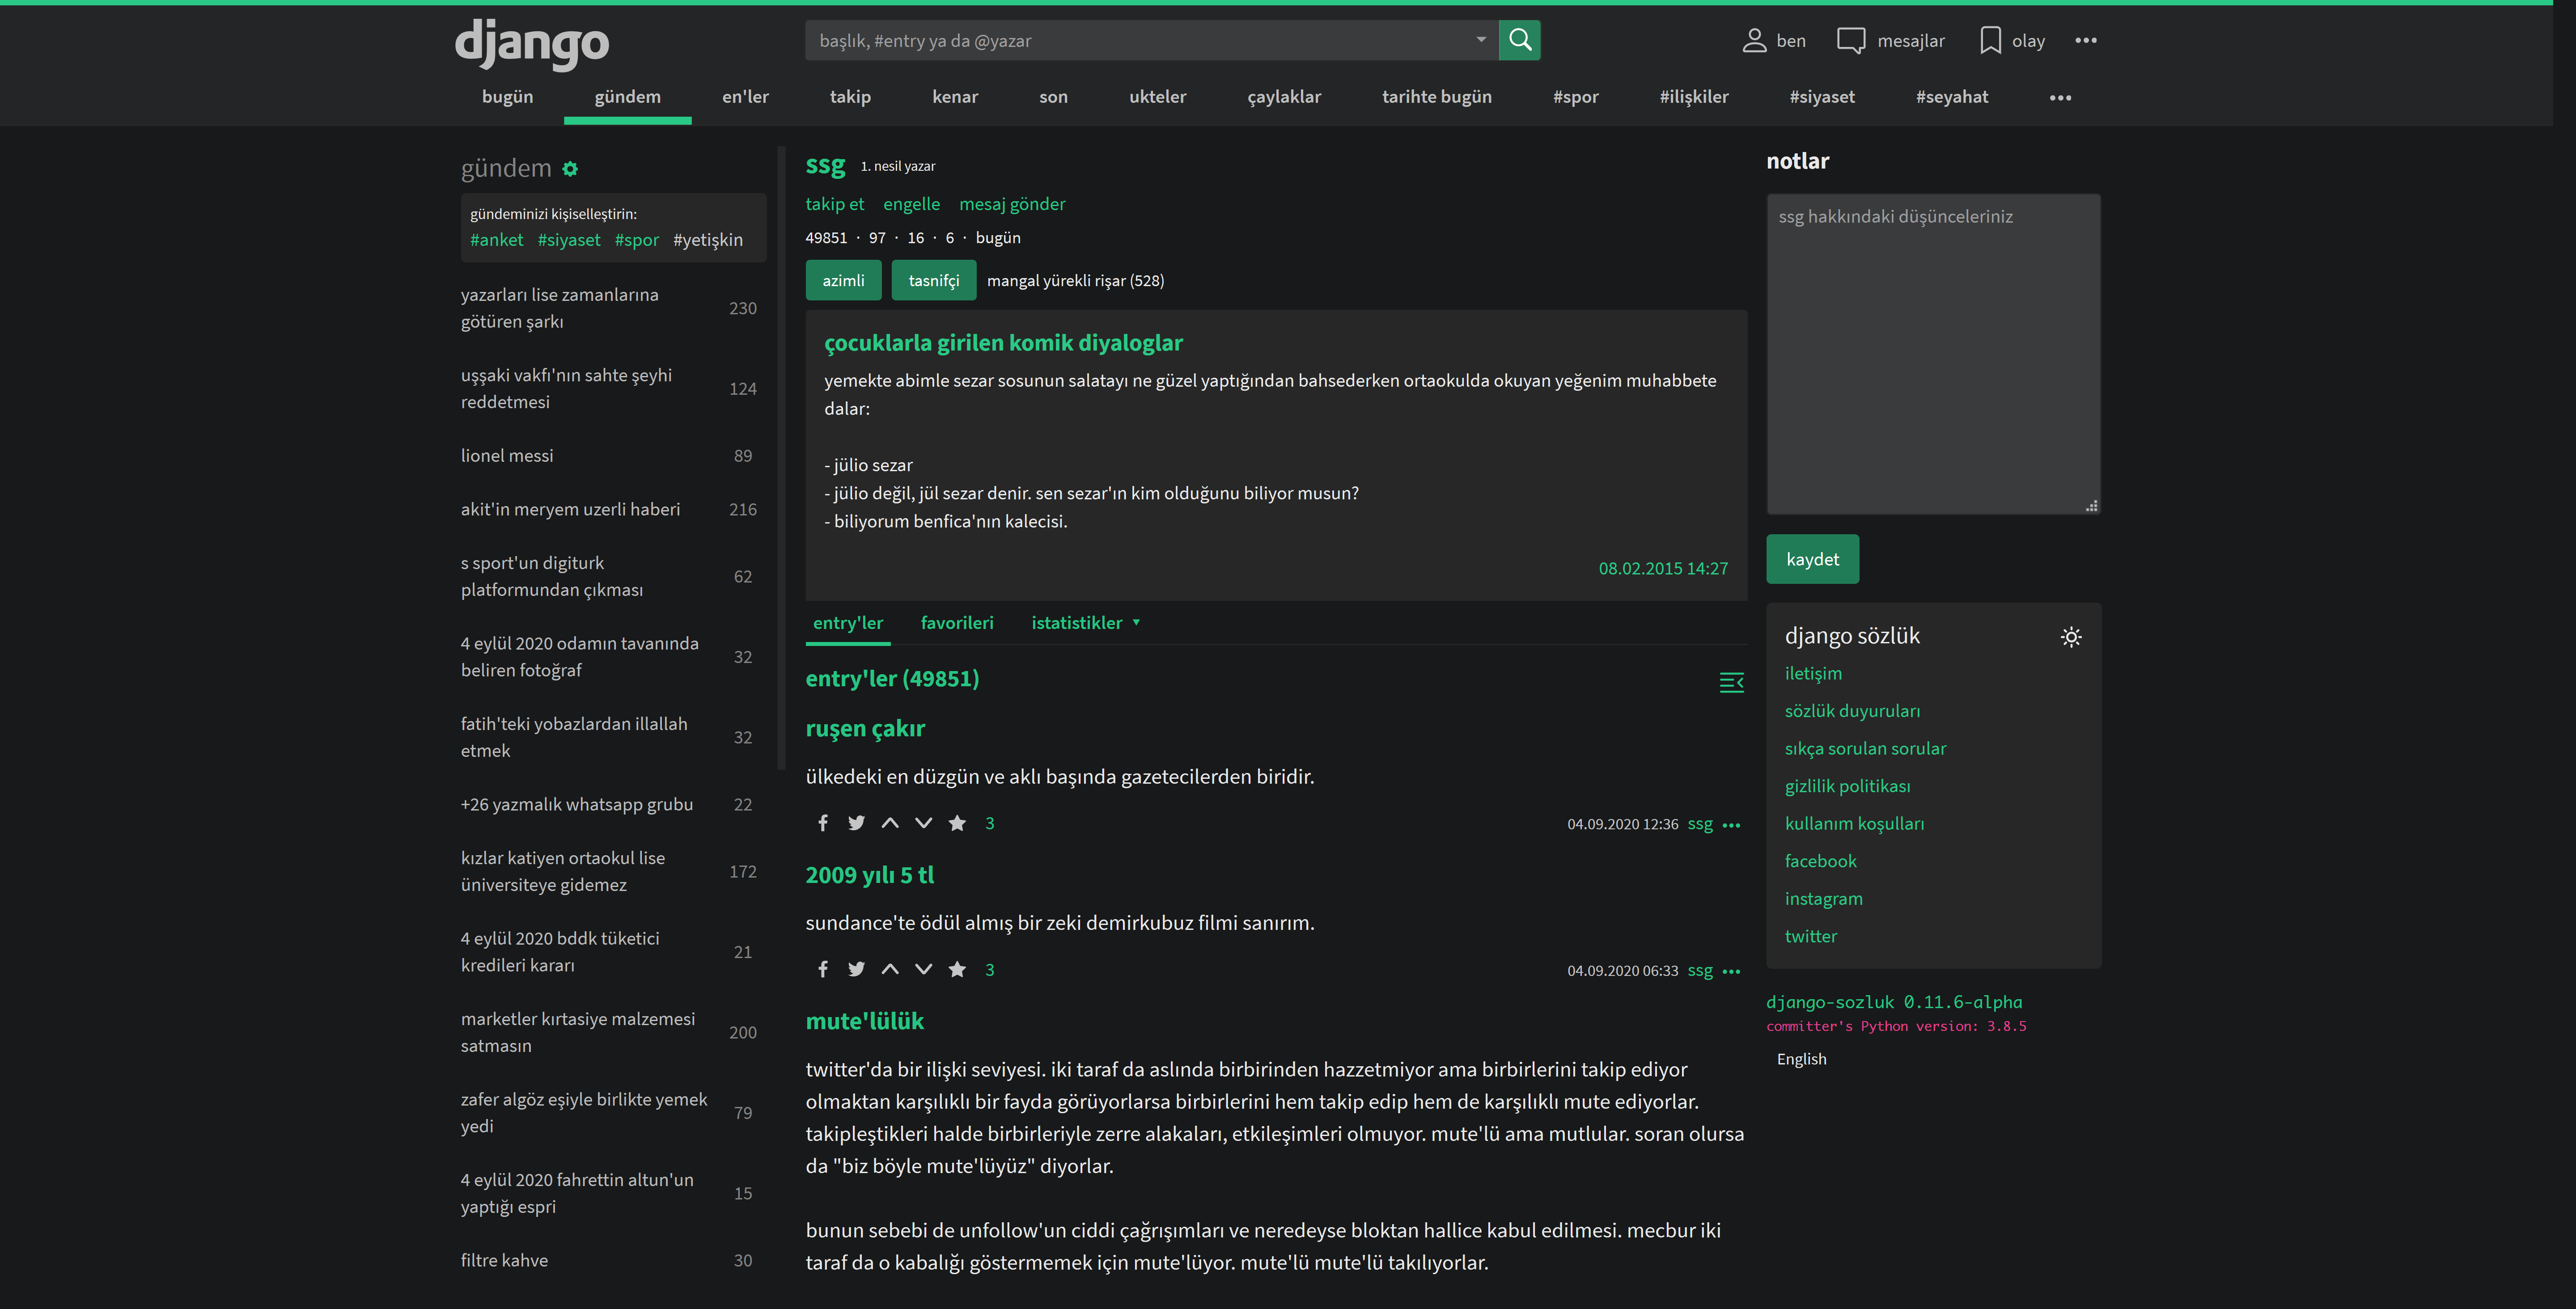 django
başlık, #entry ya da @yazar
ben mesajlar olay
bugün gündem en'ler takip kenar son ukteler çaylaklar tarihte bugün #spor #ilişkiler #siyaset #seyahat
gündem
gündeminizi kişiselleştirin:
#anket #siyaset #spor #yetişkin
yazarları lise zamanlarına
götüren şarkı
230
uşşaki vakfı'nın sahte şeyhi
reddetmesi
124
lionel messi 89
akit'in meryem uzerli haberi 216
s sport'un digiturk
platformundan çıkması
62
4 eylül 2020 odamın tavanında
beliren fotoğraf
32
fatih'teki yobazlardan illallah
etmek
32
+26 yazmalık whatsapp grubu 22
kızlar katiyen ortaokul lise
üniversiteye gidemez
172
4 eylül 2020 bddk tüketici
kredileri kararı
21
marketler kırtasiye malzemesi
satmasın
200
zafer algöz eşiyle birlikte yemek
yedi
79
4 eylül 2020 fahrettin altun'un
yaptığı espri
15
filtre kahve 30
ssg 1. nesil yazar
takip et engelle mesaj gönder
49851 · 97 · 16 · 6 · bugün
azimli tasnifçi mangal yürekli rişar (528)
çocuklarla girilen komik diyaloglar
yemekte abimle sezar sosunun salatayı ne güzel yaptığından bahsederken ortaokulda okuyan yeğenim muhabbete
dalar:
- jülio sezar
- jülio değil, jül sezar denir. sen sezar'ın kim olduğunu biliyor musun?
- biliyorum benfica'nın kalecisi.
08.02.2015 14:27
entry'ler favorileri istatistikler
entry'ler (49851)
ruşen çakır
ülkedeki en düzgün ve aklı başında gazetecilerden biridir.
3 04.09.2020 12:36 ssg
2009 yılı 5 tl
sundance'te ödül almış bir zeki demirkubuz filmi sanırım.
3 04.09.2020 06:33 ssg
mute'lülük
twitter'da bir ilişki seviyesi. iki taraf da aslında birbirinden hazzetmiyor ama birbirlerini takip ediyor
olmaktan karşılıklı bir fayda görüyorlarsa birbirlerini hem takip edip hem de karşılıklı mute ediyorlar.
takipleştikleri halde birbirleriyle zerre alakaları, etkileşimleri olmuyor. mute'lü ama mutlular. soran olursa
da "biz böyle mute'lüyüz" diyorlar.
bunun sebebi de unfollow'un ciddi çağrışımları ve neredeyse bloktan hallice kabul edilmesi. mecbur iki
taraf da o kabalığı göstermemek için mute'lüyor. mute'lü mute'lü takılıyorlar.
notlar
ssg hakkındaki düşünceleriniz
kaydet
django sözlük
iletişim
sözlük duyuruları
sıkça sorulan sorular
gizlilik politikası
kullanım koşulları
facebook
instagram
twitter
django-sozluk 0.11.6-alpha
committer's Python version: 3.8.5
English